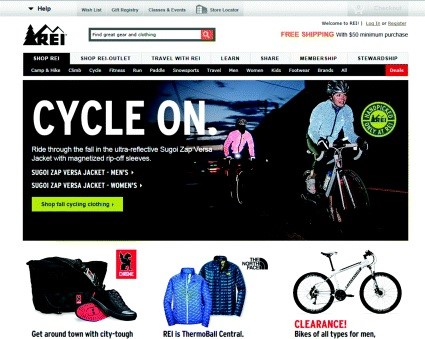 Help
Wish List
Gift Registry
Classes & Events
Store Locator
Checkout
REI
Find great gear and clothing
Welcome to REI! | Log In or Register
FREE SHIPPING With $50 minimum purchase
SHOP REI
SHOP REI-OUTLET
TRAVEL WITH REI
LEARN
SHARE
MEMBERSHIP
STEWARDSHIP
Camp & Hike
Climb
Cycle
Fitness
Run
Paddle
Snowsports
Travel
Men
Women
Kids
Footwear
Brands
All
Deals
CYCLE ON.
Ride through the fall in the ultra-reflective Sugoi Zap Versa
Jacket with magnetized rip-off sleeves.
SUGOI ZAP VERSA JACKET - MEN'S
SUGOI ZAP VERSA JACKET - WOMEN'S
Shop fall cycling clothing
HANDPICKED
REI
ONLY AT REI
CHROME
THE
NORTH
FACE
Get around town with city-tough
REI is ThermoBall Central.
CLEARANCE!
Bikes of all types for men,